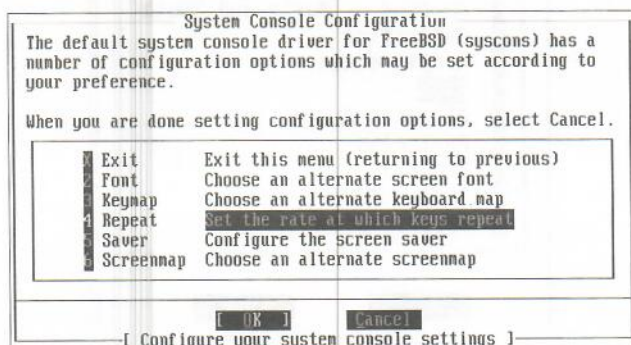 System Console Configuration
The default system console driver for FreeBSD (syscons) has a
number of configuration options which may be set according to
your preference.
When you are done setting configuration options, select Cancel.
X Exit Exit this menu (returning to previous)
2 Font Choose an alternate screen font
3 Keymap Choose an alternate keyboard map
4 Repeat Set the rate at which keys repeat
5 Saver Configure the screen saver
6 Screenmap Choose an alternate screenmap
[ OK ] Cancel
[ Configure your system console settings ]